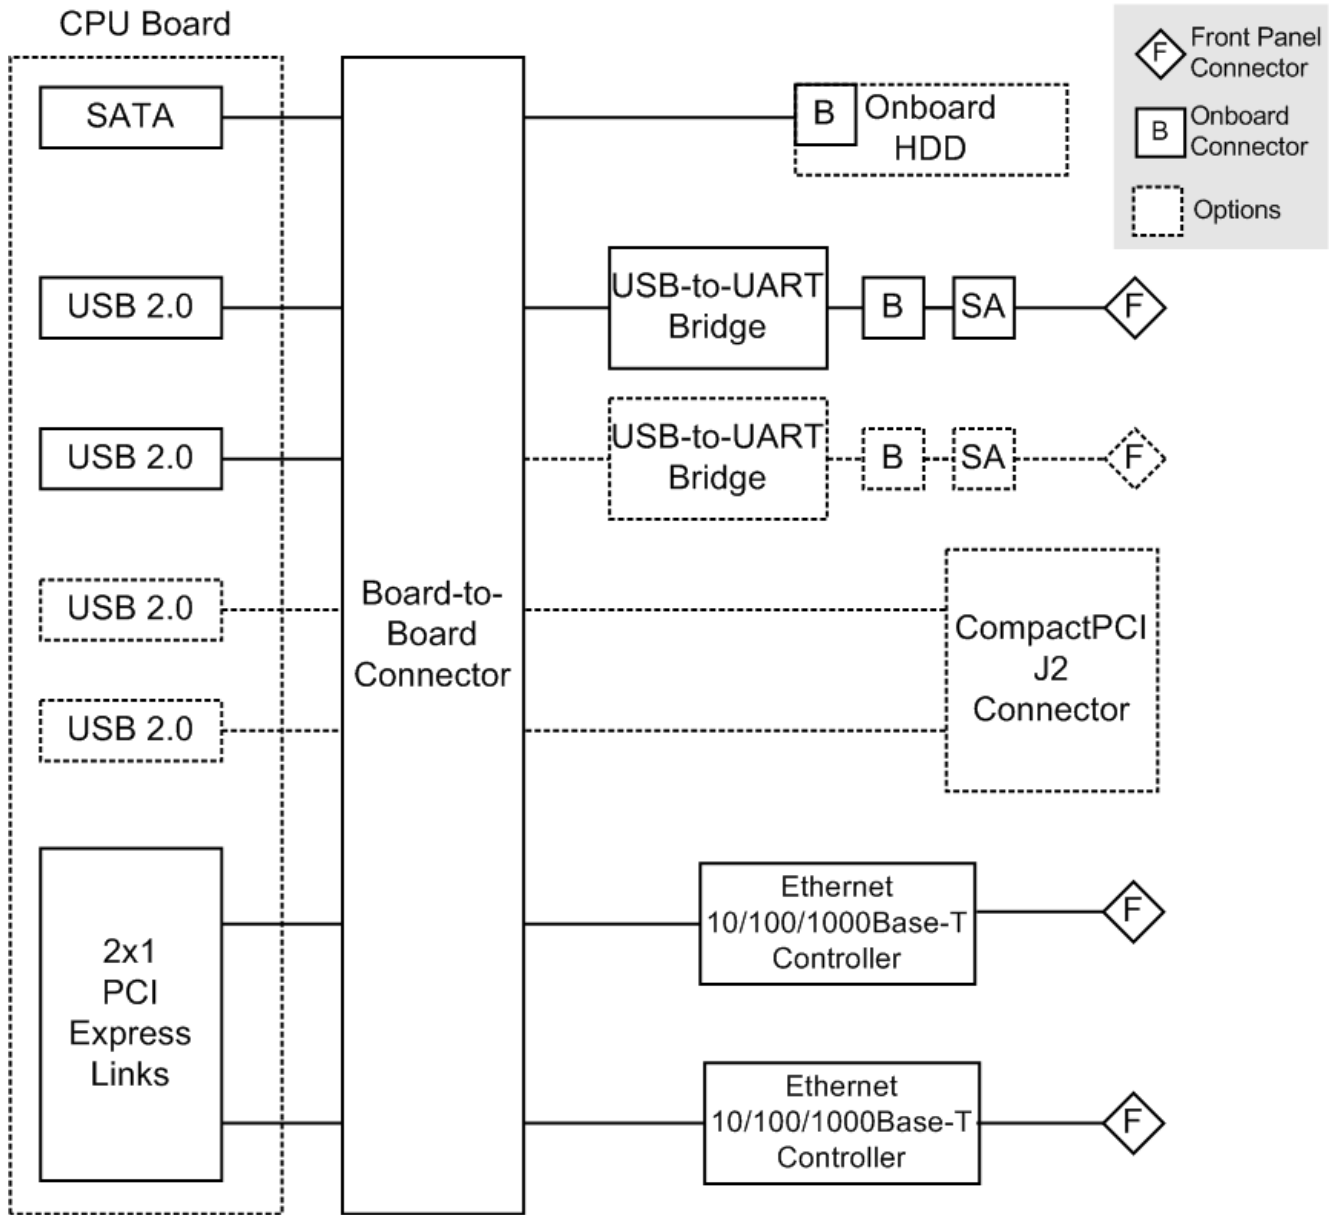 CPU Board
F
Front Panel
Connector
B
Onboard
Connector
Options
SATA
B
Onboard
HDD
USB 2.0
USB-to-UART
Bridge
B
SA
F
USB 2.0
USB-to-UART
Bridge
B
SA
F
USB 2.0
USB 2.0
Board-to-
Board
Connector
CompactPCI
J2
Connector
2x1
PCI
Express
Links
Ethernet
10/100/1000Base-T
Controller
F
Ethernet
10/100/1000Base-T
Controller
F